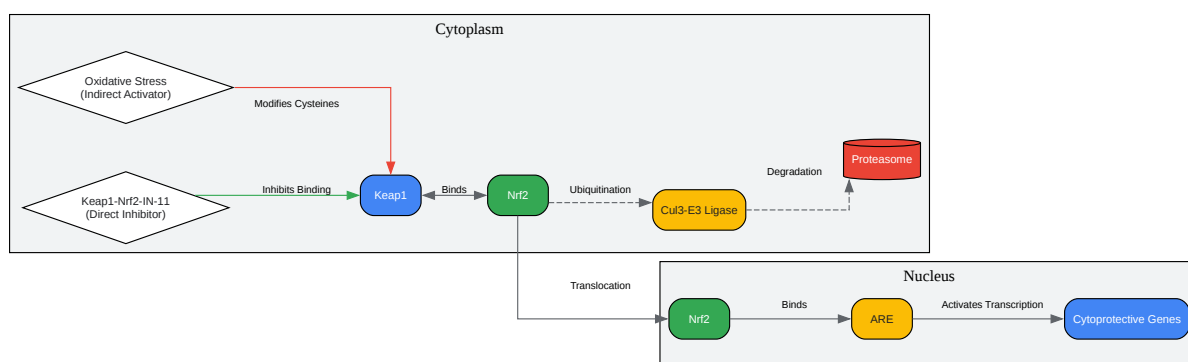 Cytoplasm
Oxidative Stress
(Indirect Activator)
Modifies Cysteines
Keap1-Nrf2-IN-11
(Direct Inhibitor)
Inhibits Binding
Keap1
Binds
Nrf2
Ubiquitination
Cul3-E3 Ligase
Degradation
Proteasome
Translocation
Nucleus
Nrf2
Binds
ARE
Activates Transcription
Cytoprotective Genes